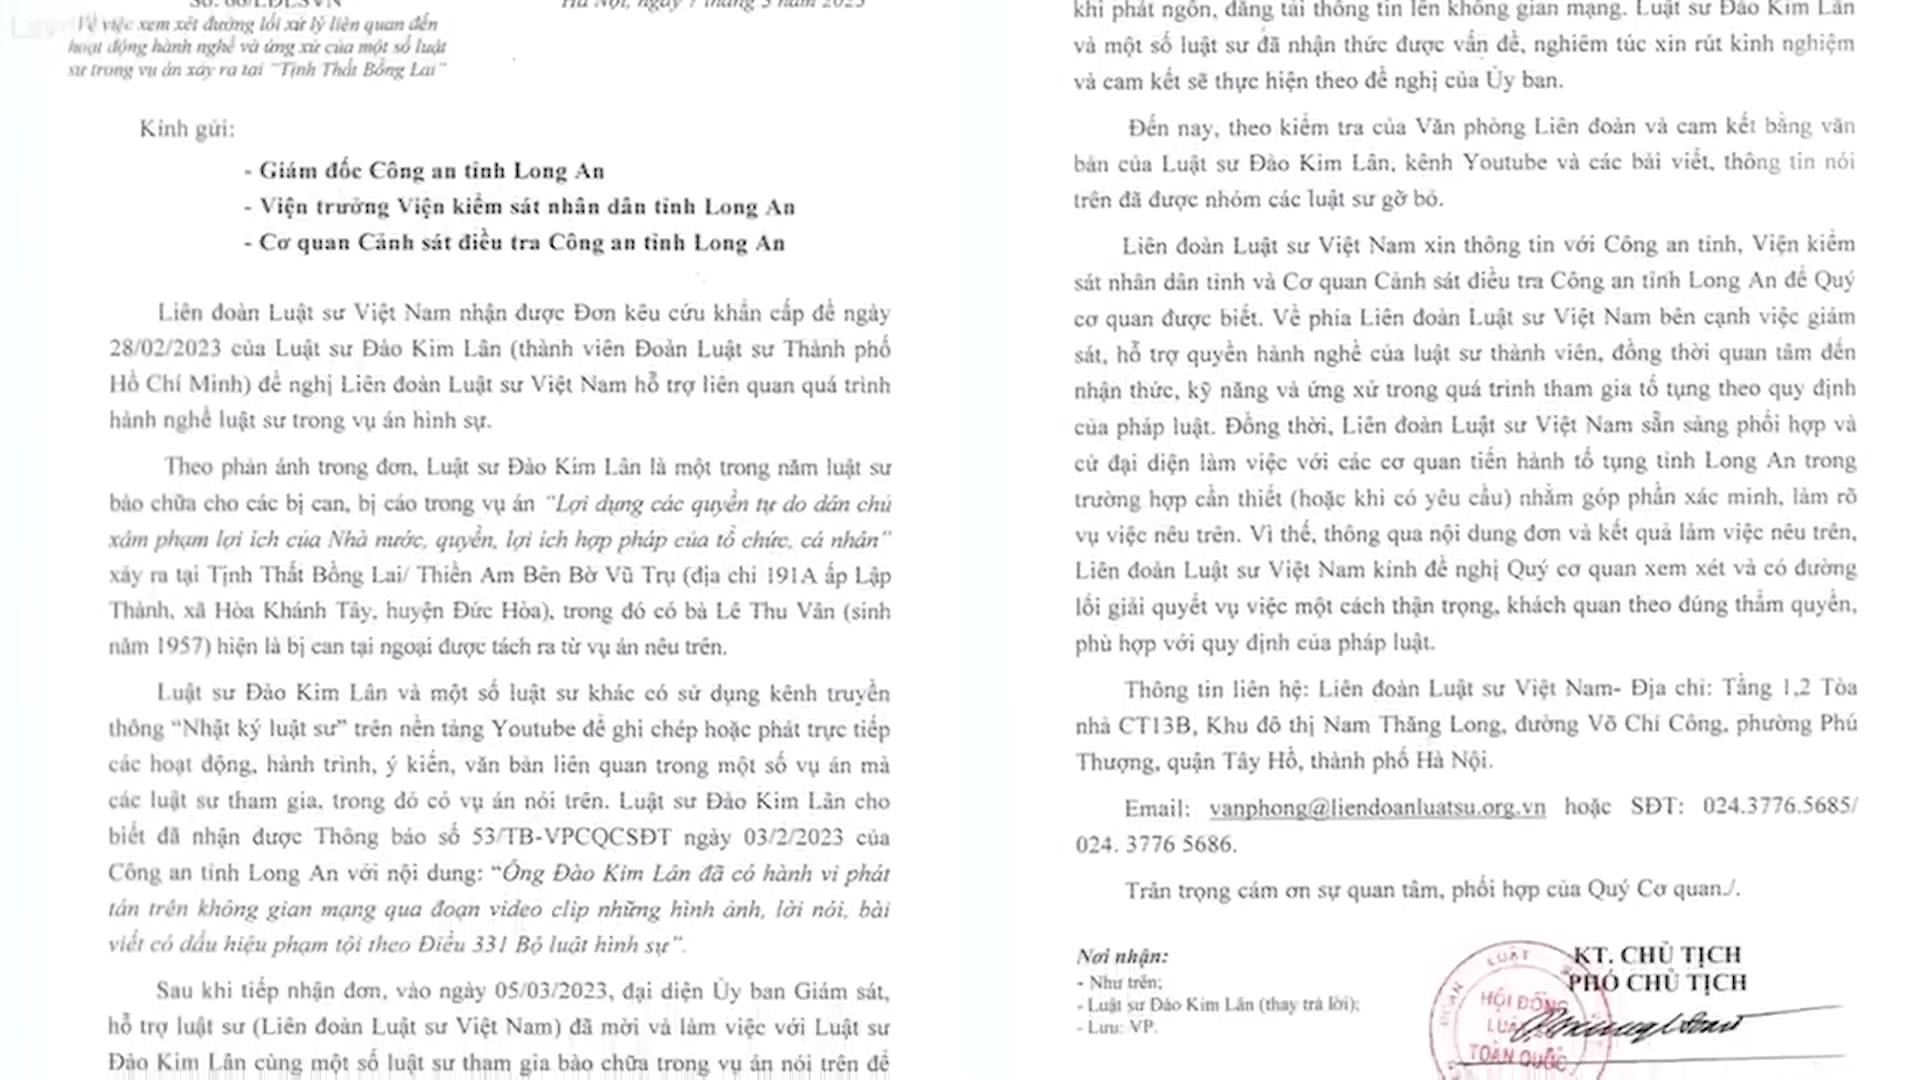 Số: 66/LĐLSVN
Hà Nội, ngày 7 tháng 3 năm 2023
Về việc xem xét đường lối xử lý liên quan đến
hoạt động hành nghề và ứng xử của một số luật
sư trong vụ án xảy ra tại "Tịnh Thất Bồng Lai"
Kính gửi:
- Giám đốc Công an tỉnh Long An
- Viện trưởng Viện kiểm sát nhân dân tỉnh Long An
- Cơ quan Cảnh sát điều tra Công an tỉnh Long An
Liên đoàn Luật sư Việt Nam nhận được Đơn kêu cứu khẩn cấp đề ngày
28/02/2023 của Luật sư Đào Kim Lân (thành viên Đoàn Luật sư Thành phố
Hồ Chí Minh) đề nghị Liên đoàn Luật sư Việt Nam hỗ trợ liên quan quá trình
hành nghề luật sư trong vụ án hình sự.
Theo phản ánh trong đơn, Luật sư Đào Kim Lân là một trong năm luật sư
bào chữa cho các bị can, bị cáo trong vụ án "Lợi dụng các quyền tự do dân chủ
xâm phạm lợi ích của Nhà nước, quyền, lợi ích hợp pháp của tổ chức, cá nhân"
xảy ra tại Tịnh Thất Bồng Lai/ Thiền Am Bên Bờ Vũ Trụ (địa chỉ 191A ấp Lập
Thành, xã Hòa Khánh Tây, huyện Đức Hòa), trong đó có bà Lê Thu Vân (sinh
năm 1957) hiện là bị can tại ngoại được tách ra từ vụ án nêu trên.
Luật sư Đào Kim Lân và một số luật sư khác có sử dụng kênh truyền
thông "Nhật ký luật sư" trên nền tảng Youtube để ghi chép hoặc phát trực tiếp
các hoạt động, hành trình, ý kiến, văn bản liên quan trong một số vụ án mà
các luật sư tham gia, trong đó có vụ án nói trên. Luật sư Đào Kim Lân cho
biết đã nhận được Thông báo số 53/TB-VPCQCSĐT ngày 03/2/2023 của
Công an tỉnh Long An với nội dung: "Ông Đào Kim Lân đã có hành vi phát
tán trên không gian mạng qua đoạn video clip những hình ảnh, lời nói, bài
viết có dấu hiệu phạm tội theo Điều 331 Bộ luật hình sự".
Sau khi tiếp nhận đơn, vào ngày 05/03/2023, đại diện Ủy ban Giám sát,
hỗ trợ luật sư (Liên đoàn Luật sư Việt Nam) đã mời và làm việc với Luật sư
Đào Kim Lân cùng một số luật sư tham gia bào chữa trong vụ án nói trên để
khi phát ngôn, đăng tải thông tin lên không gian mạng. Luật sư Đào Kim Lân
và một số luật sư đã nhận thức được vấn đề, nghiêm túc xin rút kinh nghiệm
và cam kết sẽ thực hiện theo đề nghị của Ủy ban.
Đến nay, theo kiểm tra của Văn phòng Liên đoàn và cam kết bằng văn
bản của Luật sư Đào Kim Lân, kênh Youtube và các bài viết, thông tin nói
trên đã được nhóm các luật sư gỡ bỏ.
Liên đoàn Luật sư Việt Nam xin thông tin với Công an tỉnh, Viện kiểm
sát nhân dân tỉnh và Cơ quan Cảnh sát điều tra Công an tỉnh Long An để Quý
cơ quan được biết. Về phía Liên đoàn Luật sư Việt Nam bên cạnh việc giám
sát, hỗ trợ quyền hành nghề của luật sư thành viên, đồng thời quan tâm đến
nhận thức, kỹ năng và ứng xử trong quá trình tham gia tố tụng theo quy định
của pháp luật. Đồng thời, Liên đoàn Luật sư Việt Nam sẵn sàng phối hợp và
cử đại diện làm việc với các cơ quan tiến hành tố tụng tỉnh Long An trong
trường hợp cần thiết (hoặc khi có yêu cầu) nhằm góp phần xác minh, làm rõ
vụ việc nêu trên. Vì thế, thông qua nội dung đơn và kết quả làm việc nêu trên,
Liên đoàn Luật sư Việt Nam kính đề nghị Quý cơ quan xem xét và có đường
lối giải quyết vụ việc một cách thận trọng, khách quan theo đúng thẩm quyền,
phù hợp với quy định của pháp luật.
Thông tin liên hệ: Liên đoàn Luật sư Việt Nam- Địa chỉ: Tầng 1,2 Tòa
nhà CT13B, Khu đô thị Nam Thăng Long, đường Võ Chí Công, phường Phú
Thượng, quận Tây Hồ, thành phố Hà Nội.
Email: vanphong@liendoanluatsu.org.vn hoặc SĐT: 024.3776.5685/
024. 3776 5686.
Trân trọng cám ơn sự quan tâm, phối hợp của Quý Cơ quan./.
Nơi nhận:
- Như trên;
- Luật sư Đào Kim Lân (thay trả lời);
- Lưu: VP.
KT. CHỦ TỊCH
PHÓ CHỦ TỊCH
HỘI ĐỒNG
LUẬT SƯ
TOÀN QUỐC